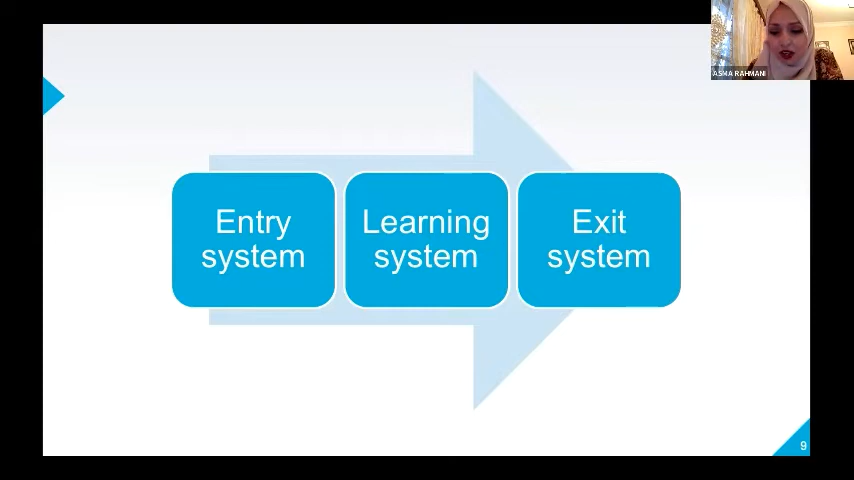 ASMA RAHMANI
Entry
system
Learning
system
Exit
system
9